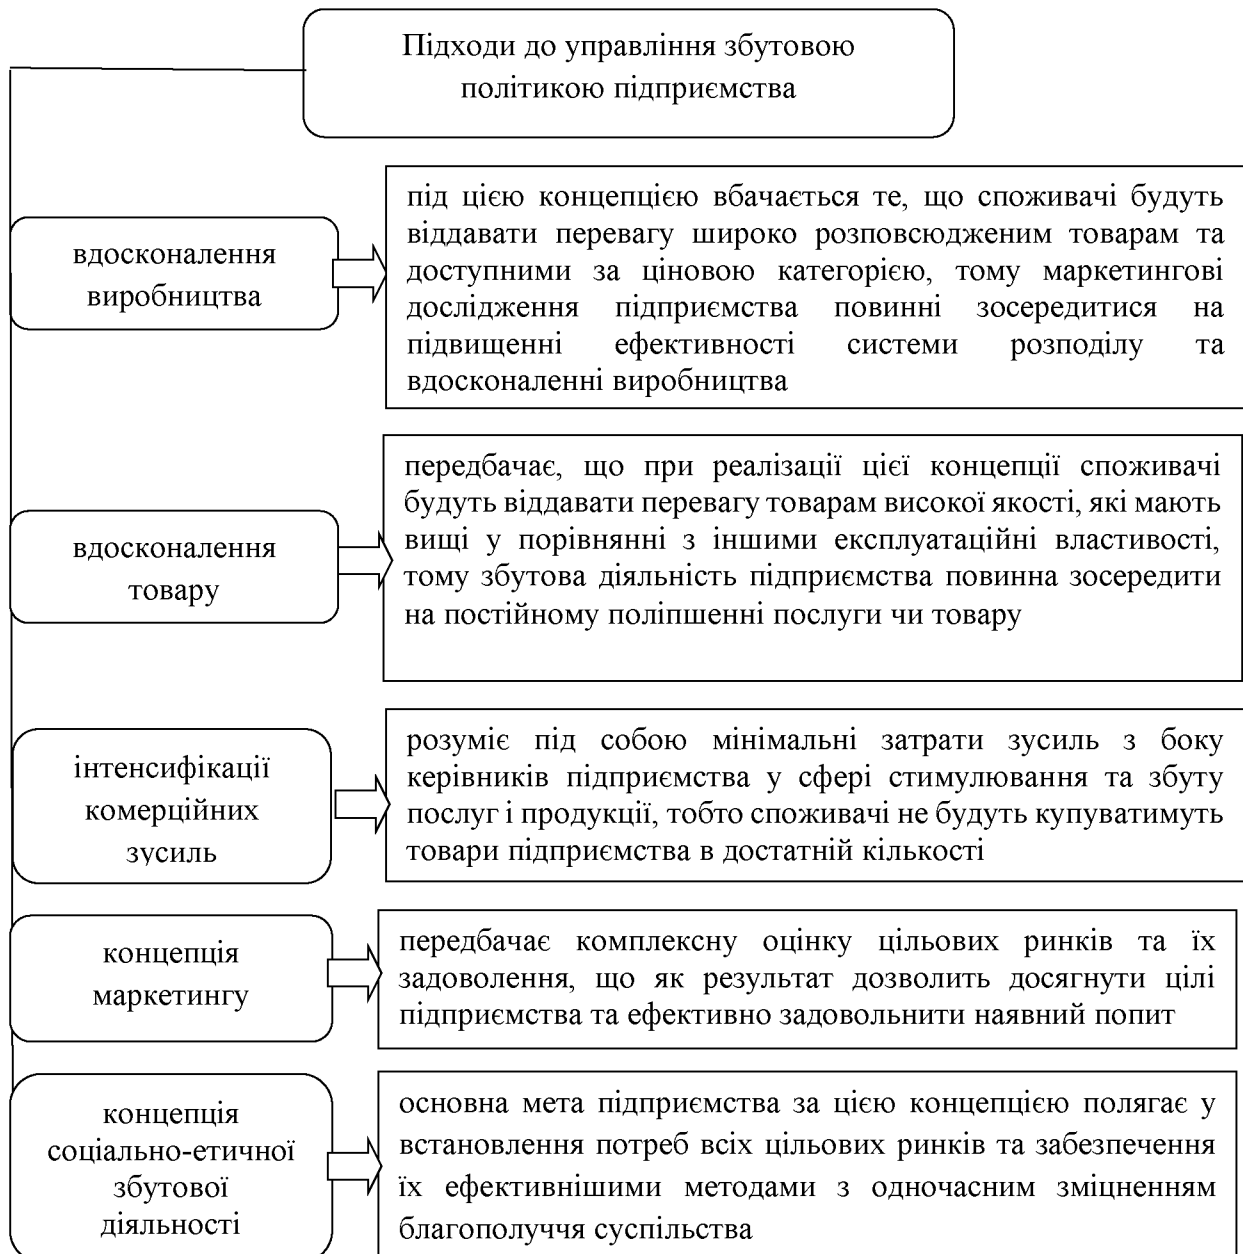 Підходи до управління збутовою
політикою підприємства
вдосконалення
виробництва
під цією концепцією вбачається те, що споживачі будуть
віддавати перевагу широко розповсюдженим товарам та
доступними за ціновою категорією, тому маркетингові
дослідження підприємства повинні зосередитися на
підвищенні ефективності системи розподілу та
вдосконаленні виробництва
вдосконалення
товару
передбачає, що при реалізації цієї концепції споживачі
будуть віддавати перевагу товарам високої якості, які мають
вищі у порівнянні з іншими експлуатаційні властивості,
тому збутова діяльність підприємства повинна зосередити
на постійному поліпшенні послуги чи товару
інтенсифікації
комерційних
зусиль
розуміє під собою мінімальні затрати зусиль з боку
керівників підприємства у сфері стимулювання та збуту
послуг і продукції, тобто споживачі не будуть купуватимуть
товари підприємства в достатній кількості
концепція
маркетингу
передбачає комплексну оцінку цільових ринків та їх
задоволення, що як результат дозволить досягнути цілі
підприємства та ефективно задовольнити наявний попит
концепція
соціально-етичної
збутової
діяльності
основна мета підприємства за цією концепцією полягає у
встановлення потреб всіх цільових ринків та забезпечення
їх ефективнішими методами з одночасним зміцненням
благополуччя суспільства